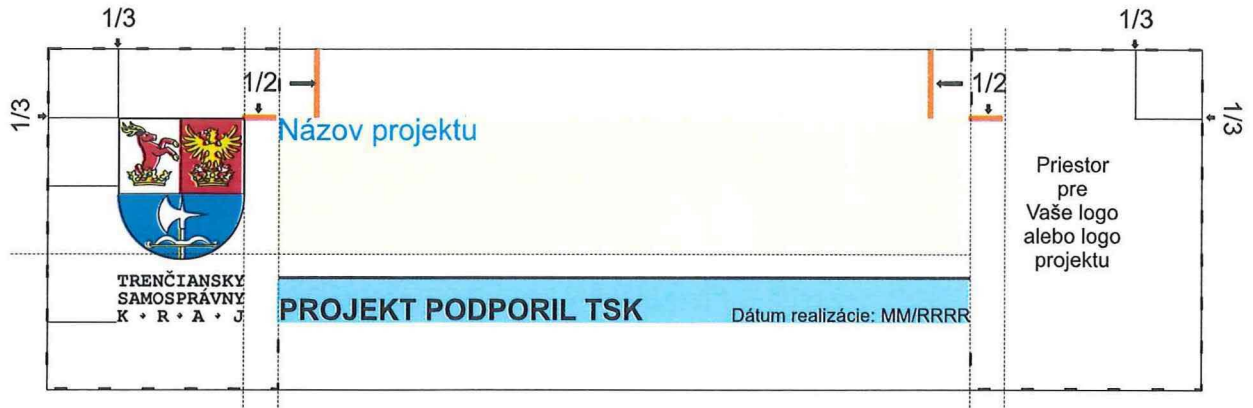 1/3
1/3
1/2
1/2
1/3
1/3
Názov projektu
Priestor
pre
Vaše logo
alebo logo
projektu
TRENČIANSKY
SAMOSPRÁVNY
K • R • A • J
PROJEKT PODPORIL TSK
Dátum realizácie: MM/RRRR